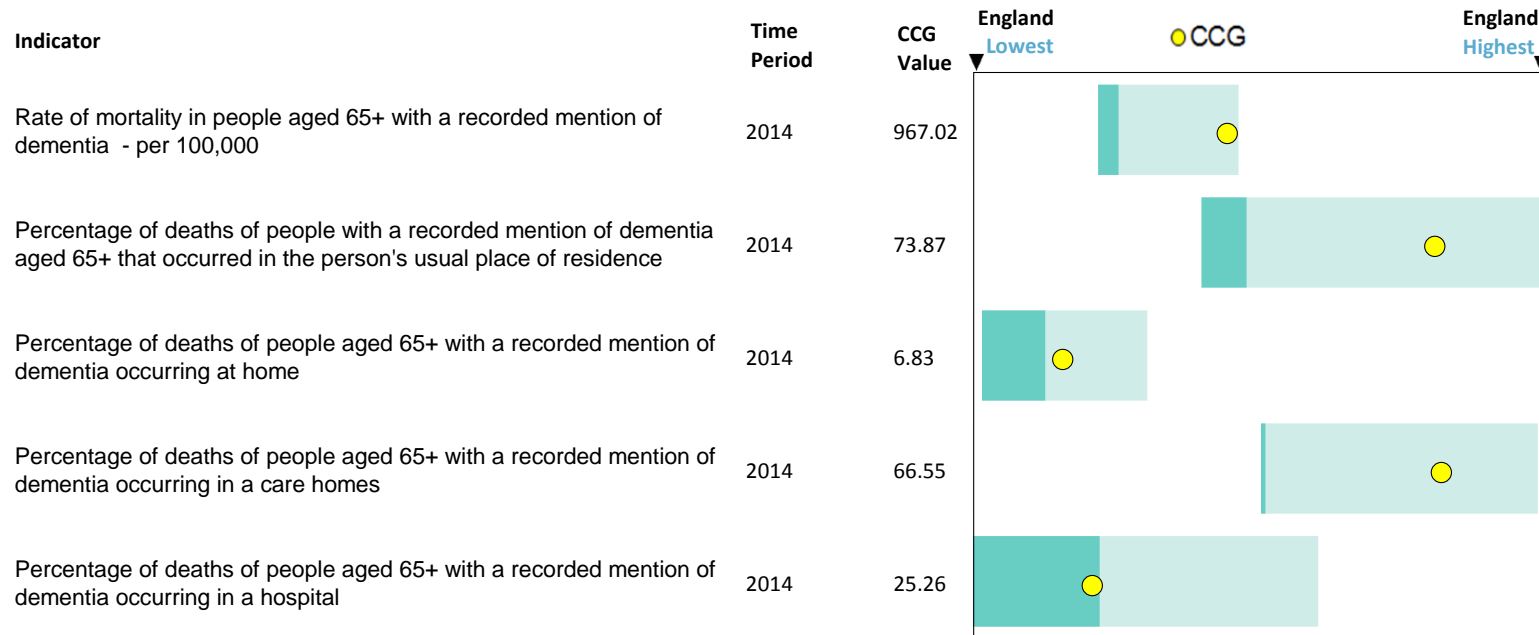 Indicator
Time
Period
CCG
Value
England
Lowest
CCG
England
Highest
Rate of mortality in people aged 65+ with a recorded mention of
dementia - per 100,000
2014
967.02
Percentage of deaths of people with a recorded mention of dementia
aged 65+ that occurred in the person's usual place of residence
2014
73.87
Percentage of deaths of people aged 65+ with a recorded mention of
dementia occurring at home
2014
6.83
Percentage of deaths of people aged 65+ with a recorded mention of
dementia occurring in a care homes
2014
66.55
Percentage of deaths of people aged 65+ with a recorded mention of
dementia occurring in a hospital
2014
25.26